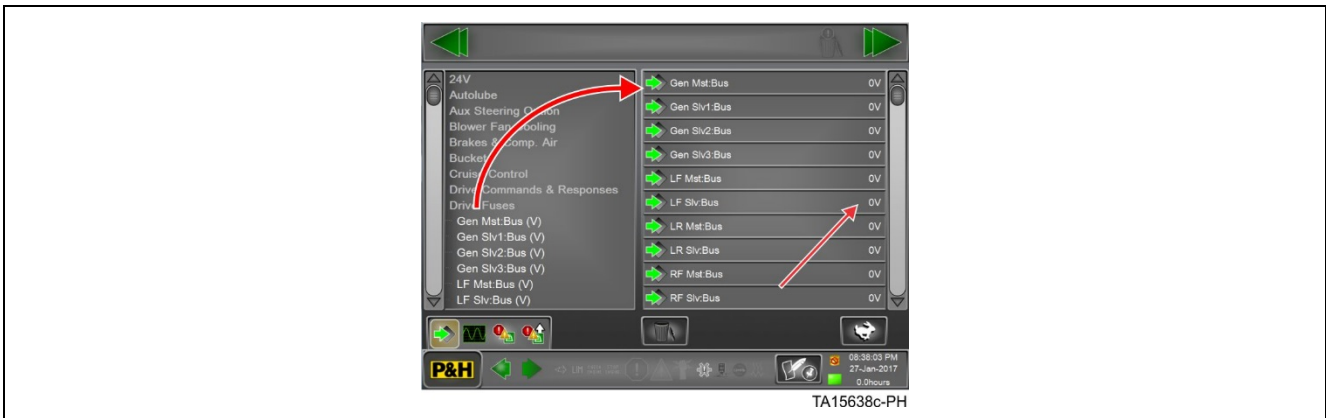 24V
Autolube
Aux Steering Option
Blower Fan Cooling
Brakes & Comp. Air
Bucket
Cruise Control
Drive Commands & Responses
Drive Fuses
Gen Mst:Bus (V)
Gen Slv1:Bus (V)
Gen Slv2:Bus (V)
Gen Slv3:Bus (V)
LF Mst:Bus (V)
LF Slv:Bus (V)
Gen Mst:Bus 0V
Gen Slv1:Bus 0V
Gen Slv2:Bus 0V
Gen Slv3:Bus 0V
LF Mst:Bus 0V
LF Slv:Bus 0V
LR Mst:Bus 0V
LR Slv:Bus 0V
RF Mst:Bus 0V
RF Slv:Bus 0V
P&H
LIM
08:38:03 PM
27-Jan-2017
0.0hours
TA15638c-PH